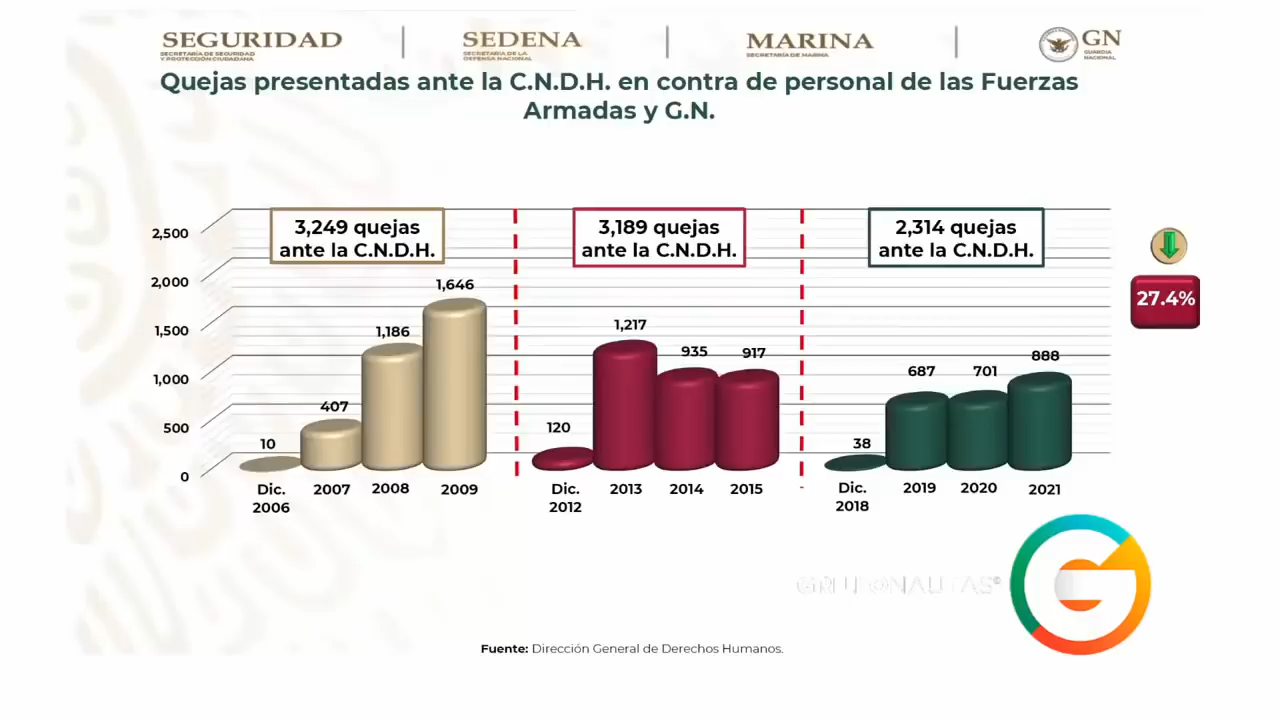 SEGURIDAD
SECRETARÍA DE SEGURIDAD
Y PROTECCIÓN CIUDADANA
SEDENA
SECRETARÍA DE LA
DEFENSA NACIONAL
MARINA
SECRETARÍA DE MARINA
GN
GUARDIA
NACIONAL
Quejas presentadas ante la C.N.D.H. en contra de personal de las Fuerzas
Armadas y G.N.
3,249 quejas
ante la C.N.D.H.
3,189 quejas
ante la C.N.D.H.
2,314 quejas
ante la C.N.D.H.
27.4%
2,500
2,000
1,500
1,000
500
0
10
407
1,186
1,646
120
1,217
935
917
38
687
701
888
Dic.
2006
2007
2008
2009
Dic.
2012
2013
2014
2015
Dic.
2018
2019
2020
2021
GRUPONAUTAS®
Fuente: Dirección General de Derechos Humanos.